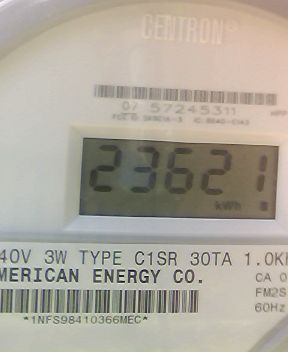 CENTRON®
07 57245311
23621
kWh
40V 3W TYPE C1SR 30TA 1.0K
MERICAN ENERGY CO.
CA 0
FM2S
60Hz
*1NFS98410366MEC*